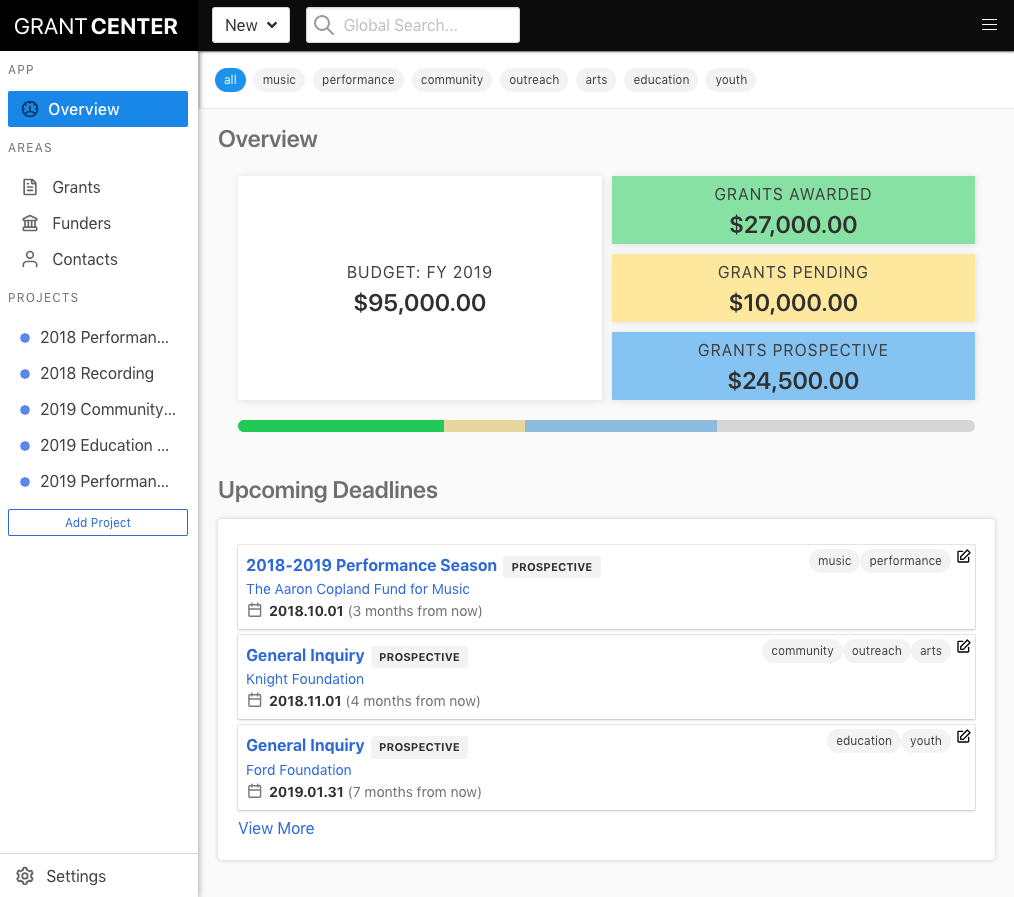 GRANT CENTER
New
Global Search...
APP
Overview
AREAS
Grants
Funders
Contacts
PROJECTS
2018 Performan...
2018 Recording
2019 Community...
2019 Education ...
2019 Performan...
Add Project
Settings
all music performance community outreach arts education youth
Overview
BUDGET: FY 2019
$95,000.00
GRANTS AWARDED
$27,000.00
GRANTS PENDING
$10,000.00
GRANTS PROSPECTIVE
$24,500.00
Upcoming Deadlines
2018-2019 Performance Season PROSPECTIVE music performance
The Aaron Copland Fund for Music
2018.10.01 (3 months from now)
General Inquiry PROSPECTIVE community outreach arts
Knight Foundation
2018.11.01 (4 months from now)
General Inquiry PROSPECTIVE education youth
Ford Foundation
2019.01.31 (7 months from now)
View More